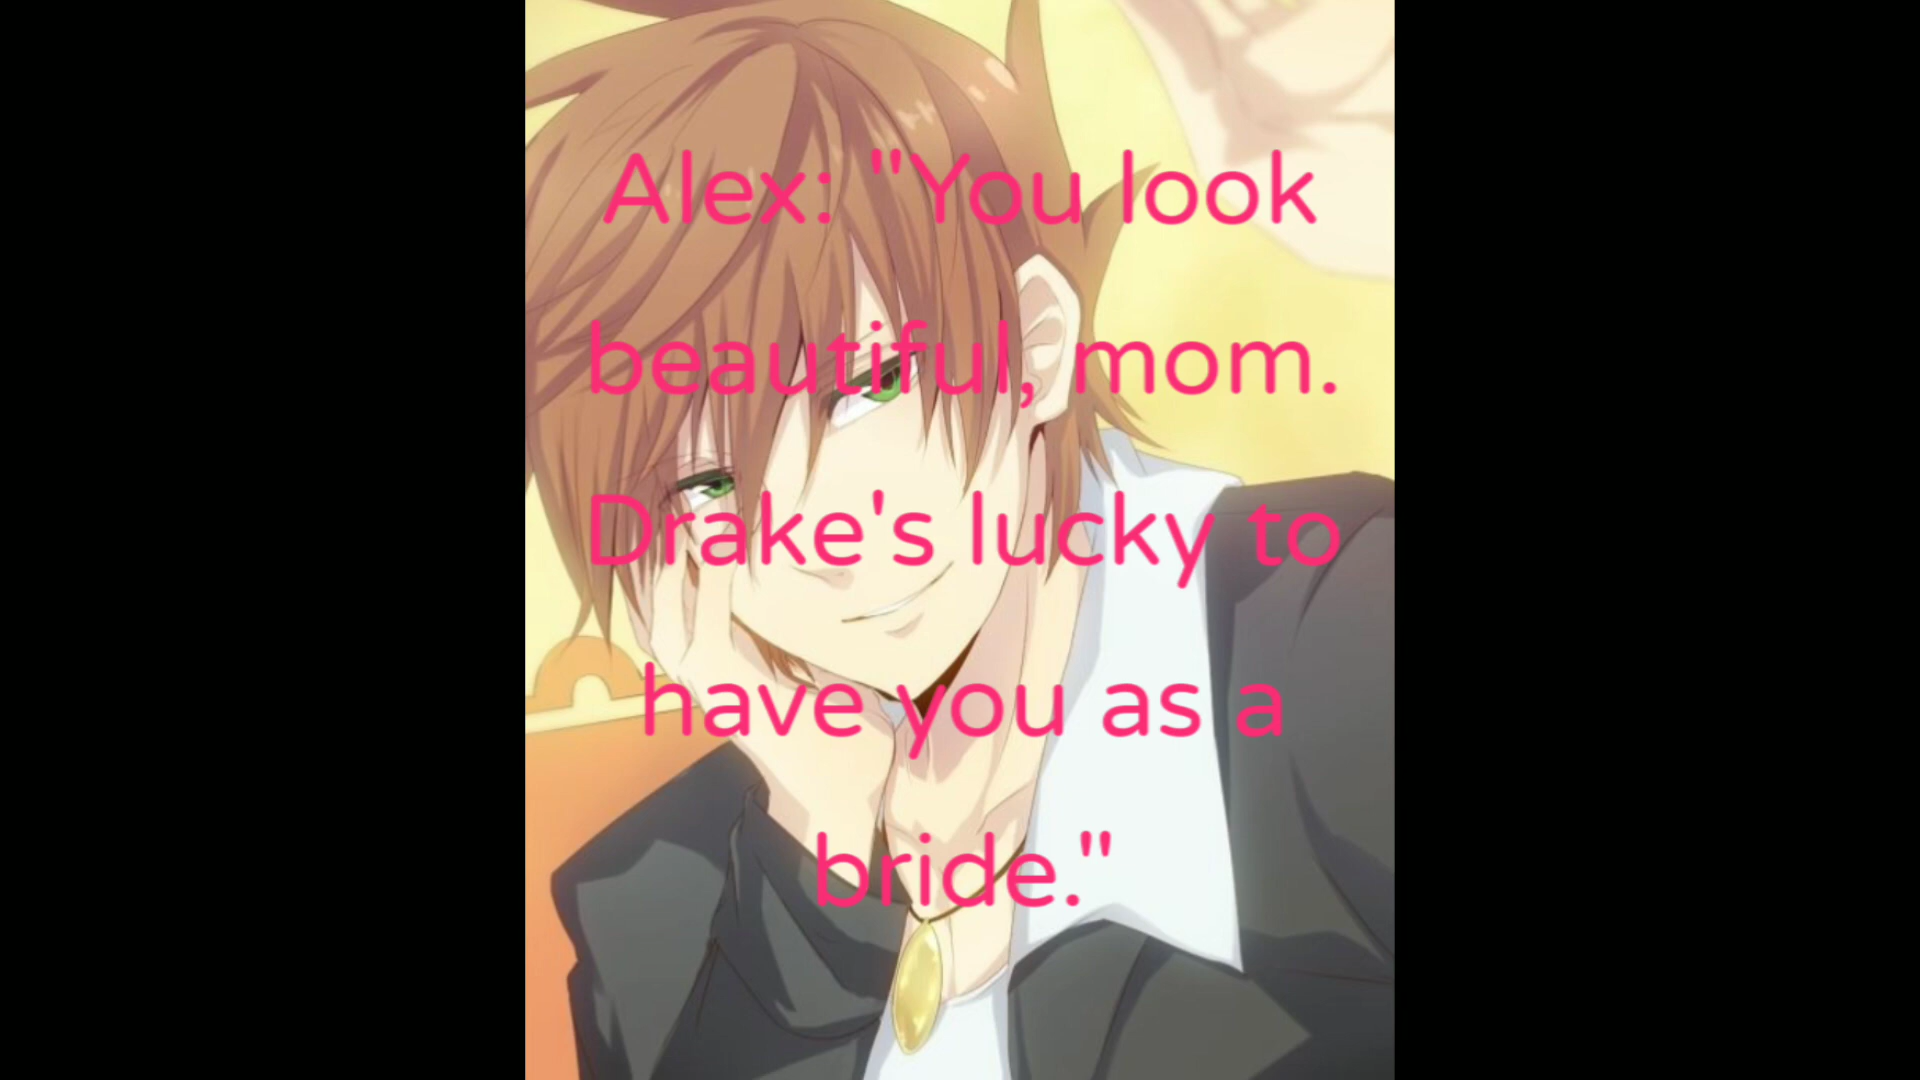 Alex: "You look
beautiful, mom.
Drake's lucky to
have you as a
bride."